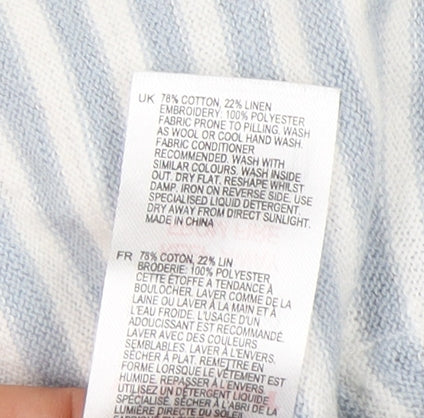 UK 78% COTTON, 22% LINEN
EMBROIDERY: 100% POLYESTER
FABRIC PRONE TO PILLING. WASH
AS WOOL OR COOL HAND WASH.
FABRIC CONDITIONER
RECOMMENDED. WASH WITH
SIMILAR COLOURS. WASH INSIDE
OUT. DRY FLAT. RESHAPE WHILST
DAMP. IRON ON REVERSE SIDE. USE
SPECIALISED LIQUID DETERGENT.
DRY AWAY FROM DIRECT SUNLIGHT.
MADE IN CHINA
FR 78% COTON, 22% LIN
BRODERIE: 100% POLYESTER
CETTE ÉTOFFE A TENDANCE À
BOULOCHER. LAVER COMME DE LA
LAINE OU LAVER À LA MAIN ET À
L'EAU FROIDE. L'USAGE D'UN
ADOUCISSANT EST RECOMMANDÉ.
LAVER AVEC DES COULEURS
SEMBLABLES. LAVER À L'ENVERS.
SÉCHER À PLAT. REMETTRE EN
FORME LORSQUE LE VÊTEMENT EST
HUMIDE. REPASSER À L'ENVERS
UTILISEZ UN DÉTERGENT LIQUIDE
SPÉCIALISÉ. SÉCHER À L'ABRI DE LA
LUMIÈRE DIRECTE DU SOLEIL